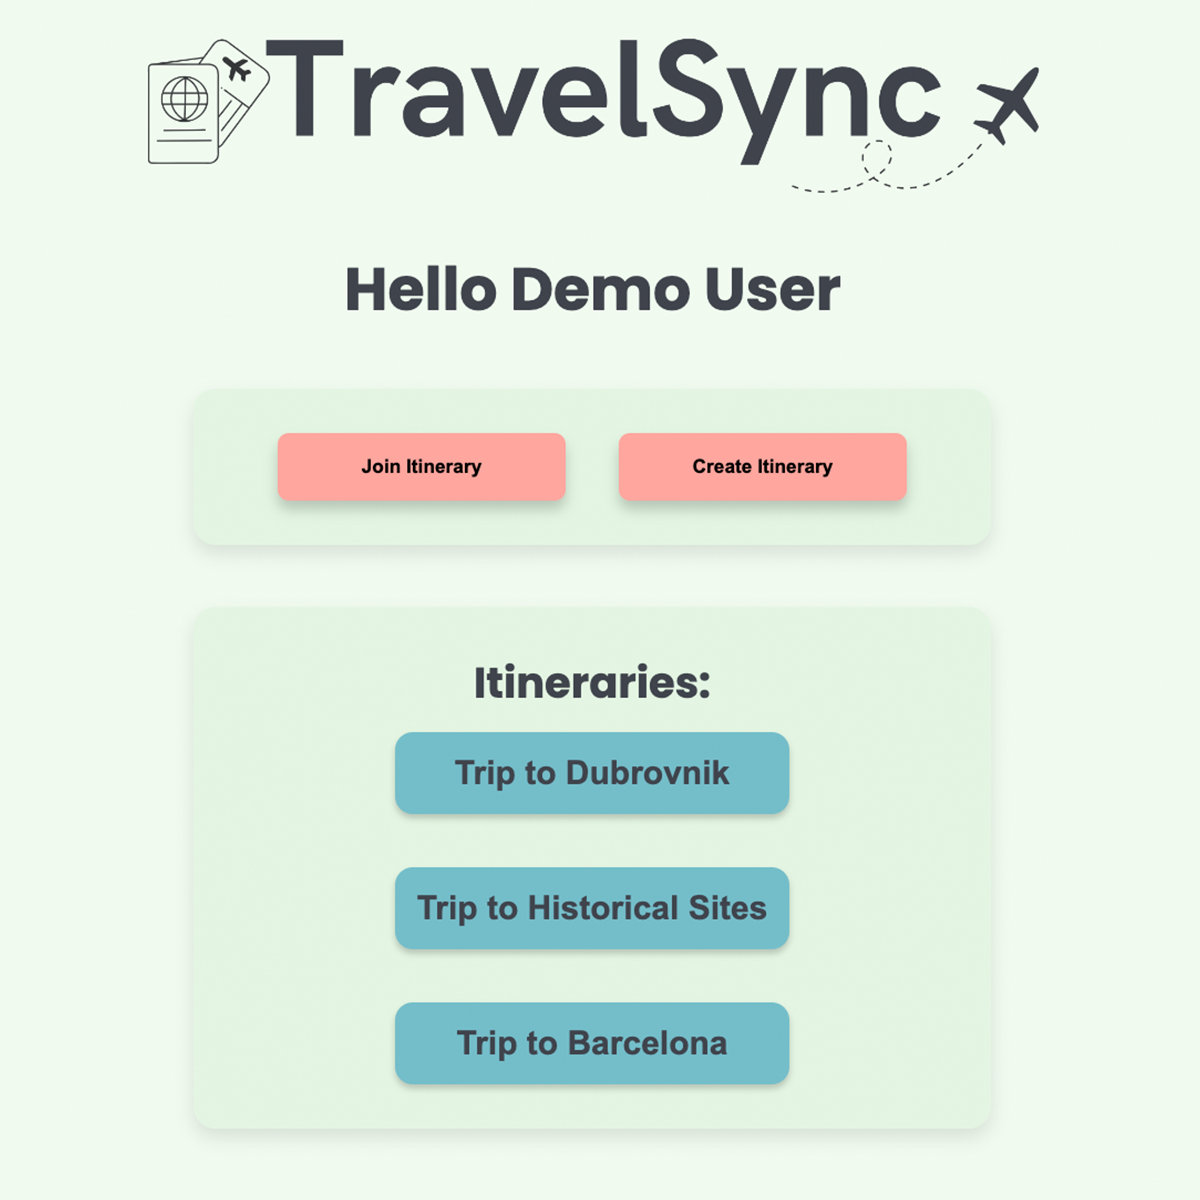 TravelSync
Hello Demo User
Join Itinerary
Create Itinerary
Itineraries:
Trip to Dubrovnik
Trip to Historical Sites
Trip to Barcelona